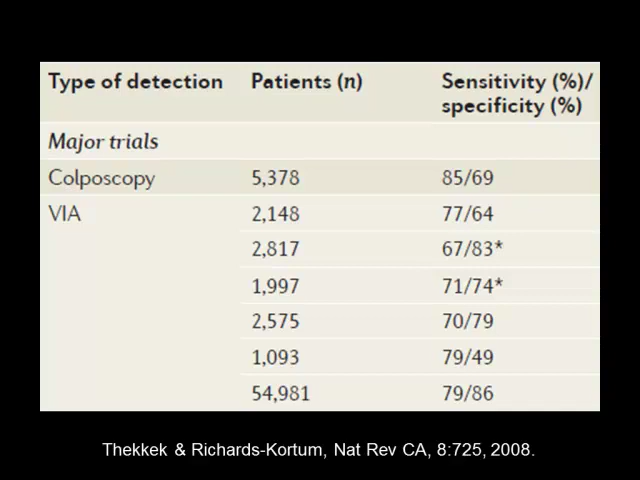 Type of detection Patients (n) Sensitivity (%)/
specificity (%)
Major trials
Colposcopy 5,378 85/69
VIA 2,148 77/64
2,817 67/83*
1,997 71/74*
2,575 70/79
1,093 79/49
54,981 79/86
Thekkek & Richards-Kortum, Nat Rev CA, 8:725, 2008.